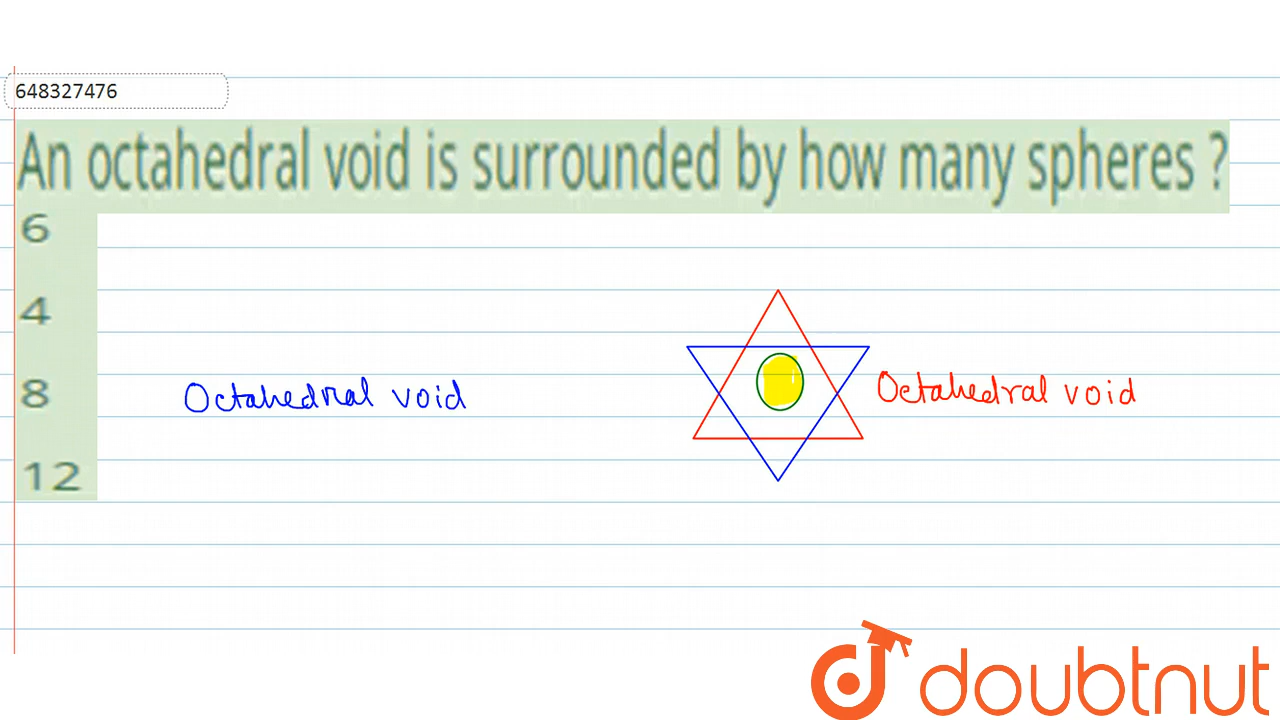 648327476
An octahedral void is surrounded by how many spheres ?
6
4
8
12
Octahedral void
Octahedral void
doubtnut